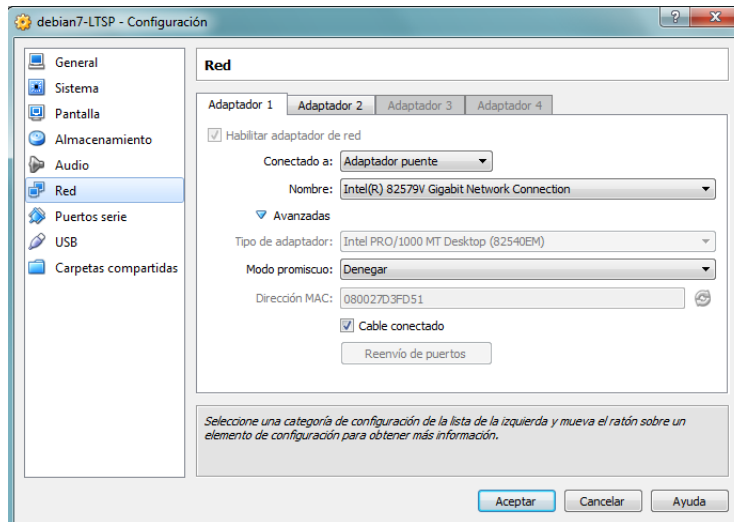 debian7-LTSP - Configuración
General
Sistema
Pantalla
Almacenamiento
Audio
Red
Puertos serie
USB
Carpetas compartidas
Red
Adaptador 1 Adaptador 2 Adaptador 3 Adaptador 4
Habilitar adaptador de red
Conectado a: Adaptador puente
Nombre: Intel(R) 82579V Gigabit Network Connection
Avanzadas
Tipo de adaptador: Intel PRO/1000 MT Desktop (82540EM)
Modo promiscuo: Denegar
Dirección MAC: 080027D3FD51
Cable conectado
Reenvío de puertos
Seleccione una categoría de configuración de la lista de la izquierda y mueva el ratón sobre un
elemento de configuración para obtener más información.
Aceptar Cancelar Ayuda